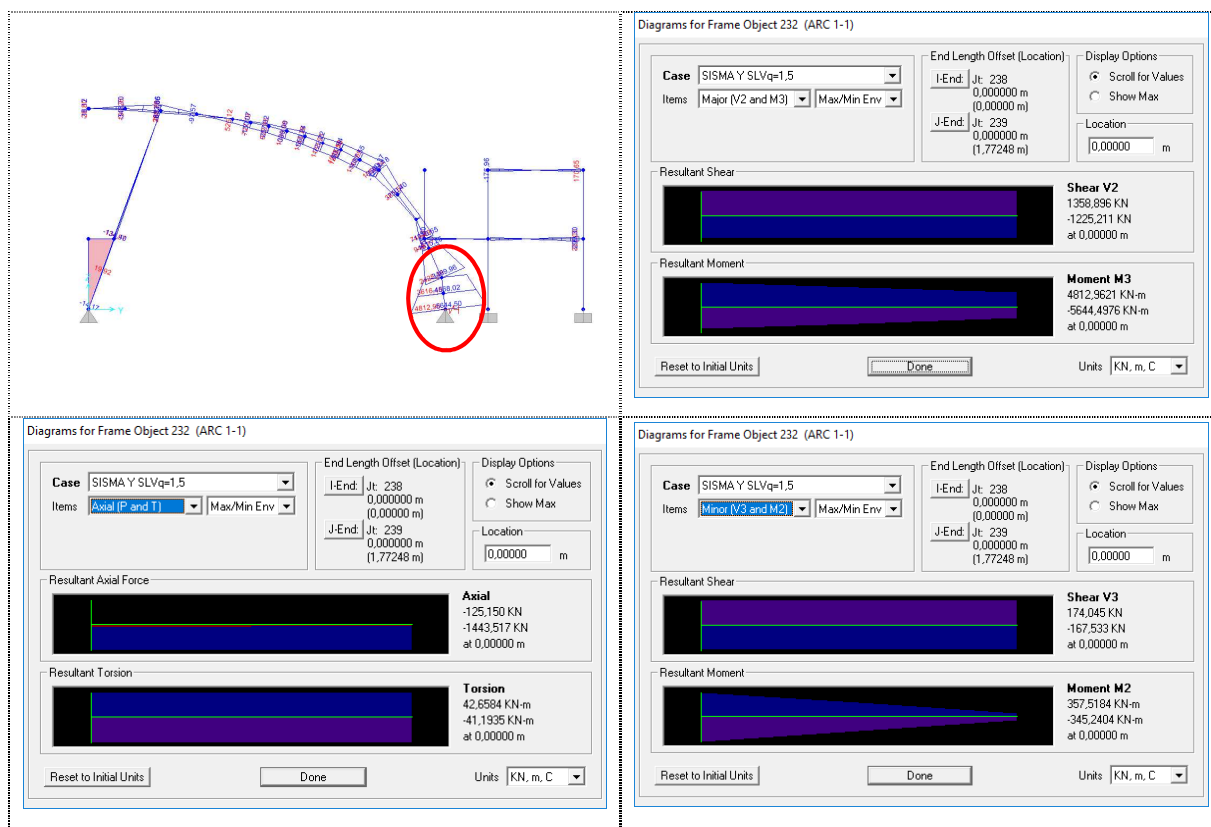 -134,98
19,92
Y
-97,57
-175,96
170,65
4812,96
Diagrams for Frame Object 232 (ARC 1-1)
Case SISMA Y SLVq=1,5
Items Major (V2 and M3) Max/Min Env
End Length Offset (Location)
I-End: Jt: 238
0,000000 m
(0,00000 m)
J-End: Jt: 239
0,000000 m
(1,77248 m)
Display Options
Scroll for Values
Show Max
Location
0,00000 m
Resultant Shear
Shear V2
1358,896 KN
-1225,211 KN
at 0,00000 m
Resultant Moment
Moment M3
4812,9621 KN-m
-5644,4976 KN-m
at 0,00000 m
Reset to Initial Units Done Units KN, m, C
Diagrams for Frame Object 232 (ARC 1-1)
Case SISMA Y SLVq=1,5
Items Axial (P and T) Max/Min Env
End Length Offset (Location)
I-End: Jt: 238
0,000000 m
(0,00000 m)
J-End: Jt: 239
0,000000 m
(1,77248 m)
Display Options
Scroll for Values
Show Max
Location
0,00000 m
Resultant Axial Force
Axial
-125,150 KN
-1443,517 KN
at 0,00000 m
Resultant Torsion
Torsion
42,6584 KN-m
-41,1935 KN-m
at 0,00000 m
Reset to Initial Units Done Units KN, m, C
Diagrams for Frame Object 232 (ARC 1-1)
Case SISMA Y SLVq=1,5
Items Minor (V3 and M2) Max/Min Env
End Length Offset (Location)
I-End: Jt: 238
0,000000 m
(0,00000 m)
J-End: Jt: 239
0,000000 m
(1,77248 m)
Display Options
Scroll for Values
Show Max
Location
0,00000 m
Resultant Shear
Shear V3
174,045 KN
-167,533 KN
at 0,00000 m
Resultant Moment
Moment M2
357,5184 KN-m
-345,2404 KN-m
at 0,00000 m
Reset to Initial Units Done Units KN, m, C